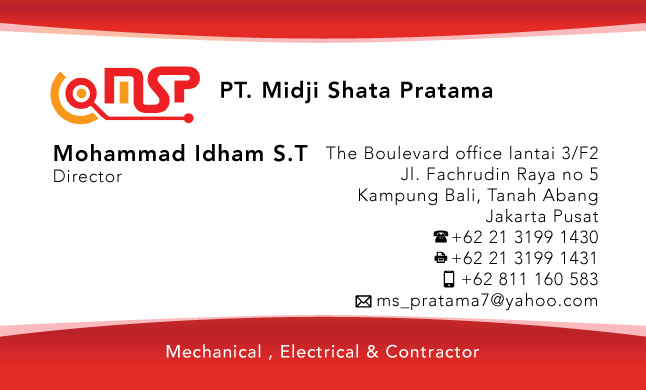 MSP PT. Midji Shata Pratama
Mohammad Idham S.T
Director
The Boulevard office lantai 3/F2
Jl. Fachrudin Raya no 5
Kampung Bali, Tanah Abang
Jakarta Pusat
+62 21 3199 1430
+62 21 3199 1431
+62 811 160 583
ms_pratama7@yahoo.com
Mechanical , Electrical & Contractor